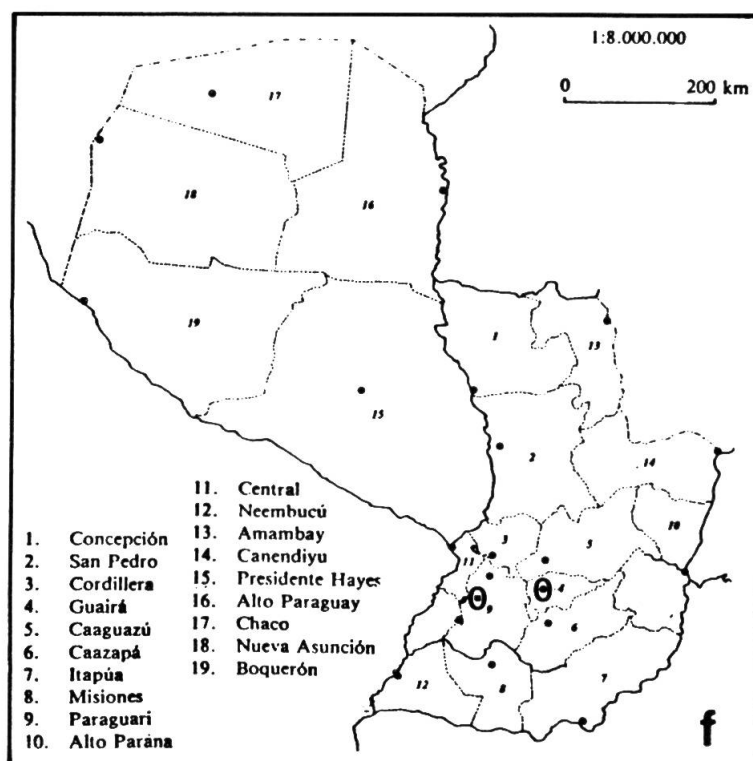 1:8.000.000
0 200 km
17
18
16
19
15
1
13
2
14
10
3
5
11
4
9
6
12
8
7
1. Concepción
2. San Pedro
3. Cordillera
4. Guairá
5. Caaguazú
6. Caazapá
7. Itapúa
8. Misiones
9. Paraguari
10. Alto Parana
11. Central
12. Neembucú
13. Amambay
14. Canendiyu
15. Presidente Hayes
16. Alto Paraguay
17. Chaco
18. Nueva Asunción
19. Boquerón
f